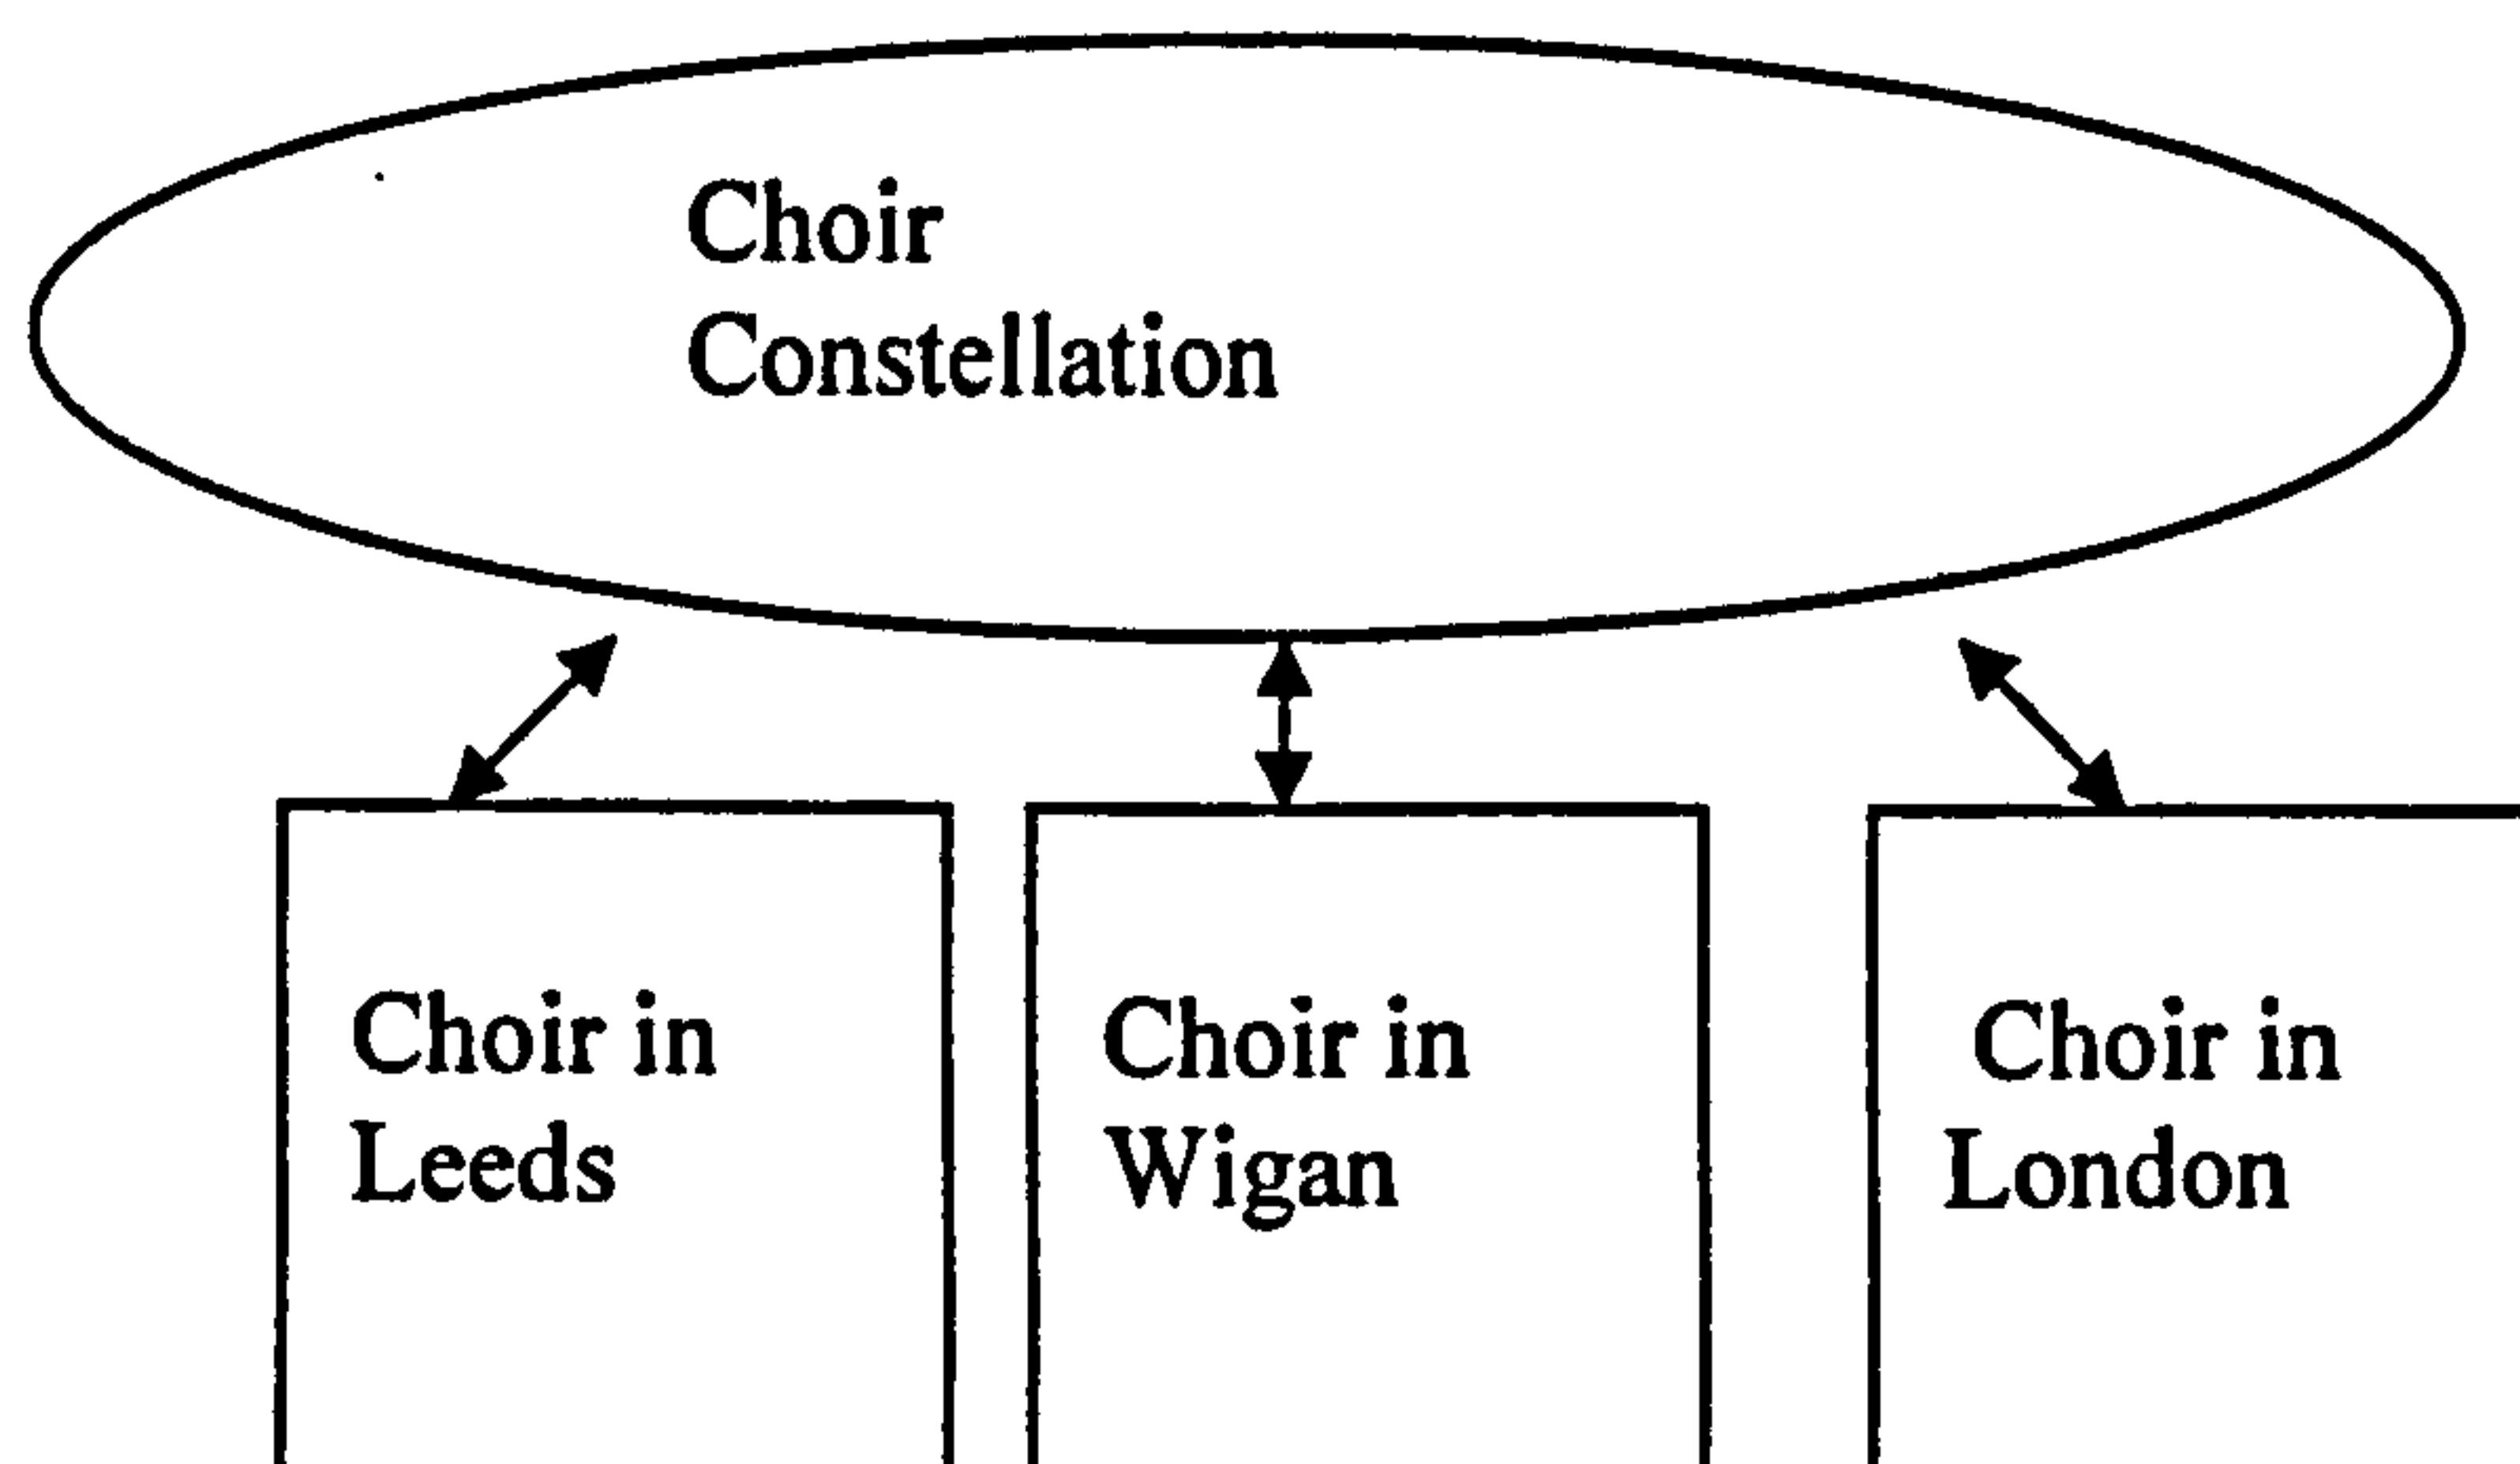 Choir
Constellation
Choir in
Leeds
Choir in
Wigan
Choir in
London